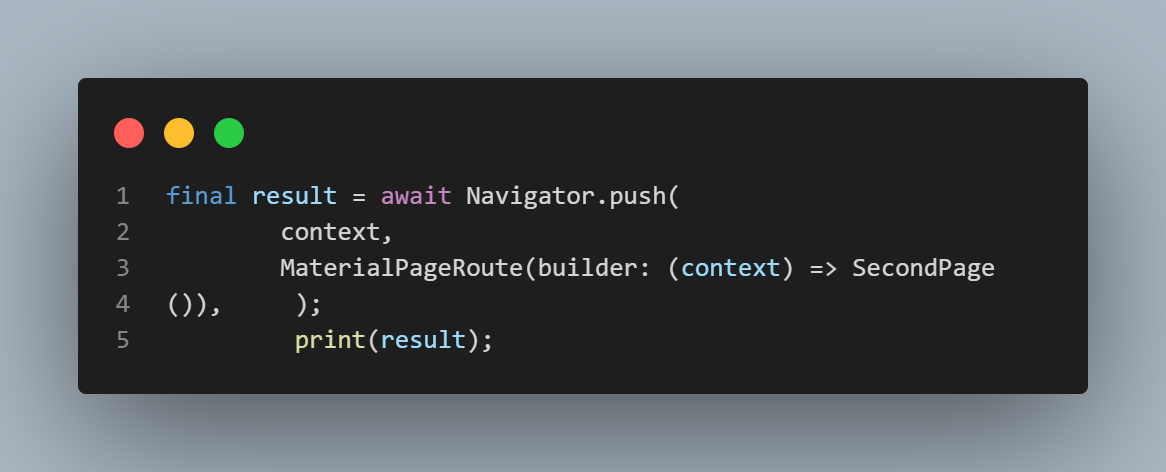 1 final result = await Navigator.push(
2         context,
3         MaterialPageRoute(builder: (context) => SecondPage
4 ()),     );
5          print(result);